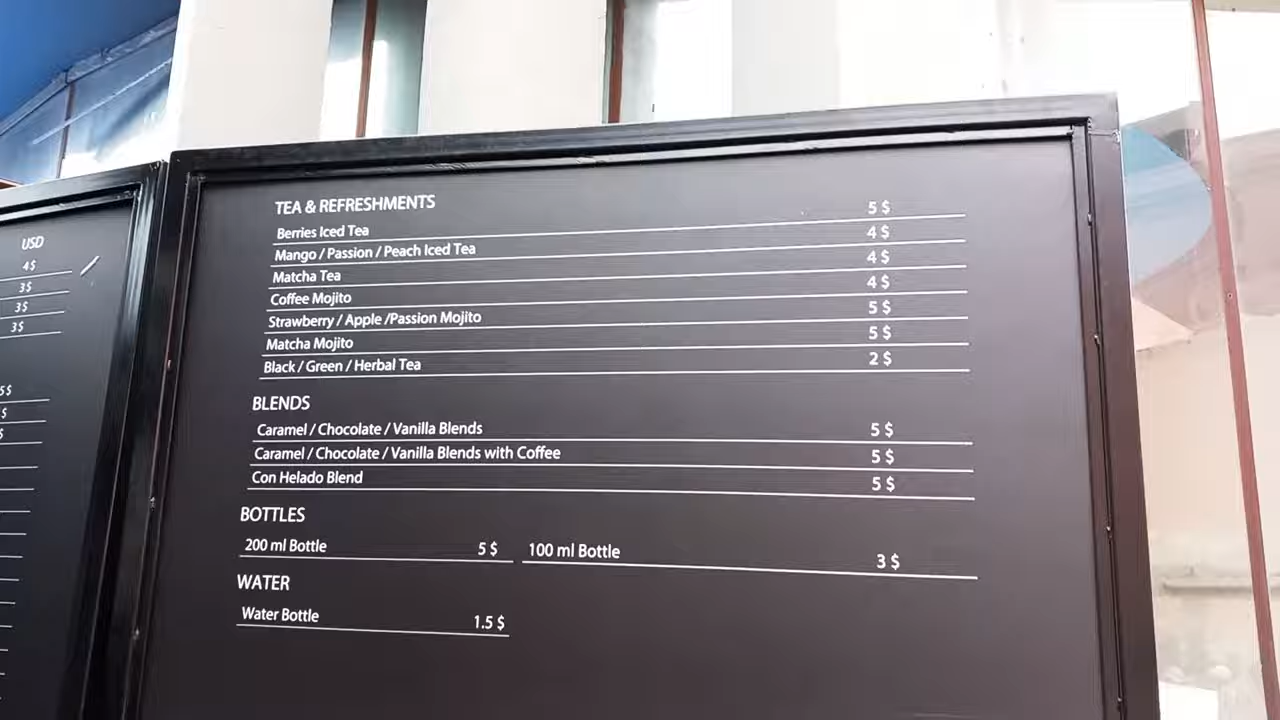 USD
4$
3$
3$
3$
5$
$
$
TEA & REFRESHMENTS
Berries Iced Tea 5 $
Mango / Passion / Peach Iced Tea 4 $
Matcha Tea 4 $
Coffee Mojito 4 $
Strawberry / Apple /Passion Mojito 5 $
Matcha Mojito 5 $
Black / Green / Herbal Tea 2 $
BLENDS
Caramel / Chocolate / Vanilla Blends 5 $
Caramel / Chocolate / Vanilla Blends with Coffee 5 $
Con Helado Blend 5 $
BOTTLES
200 ml Bottle 5 $ 100 ml Bottle 3 $
WATER
Water Bottle 1.5 $